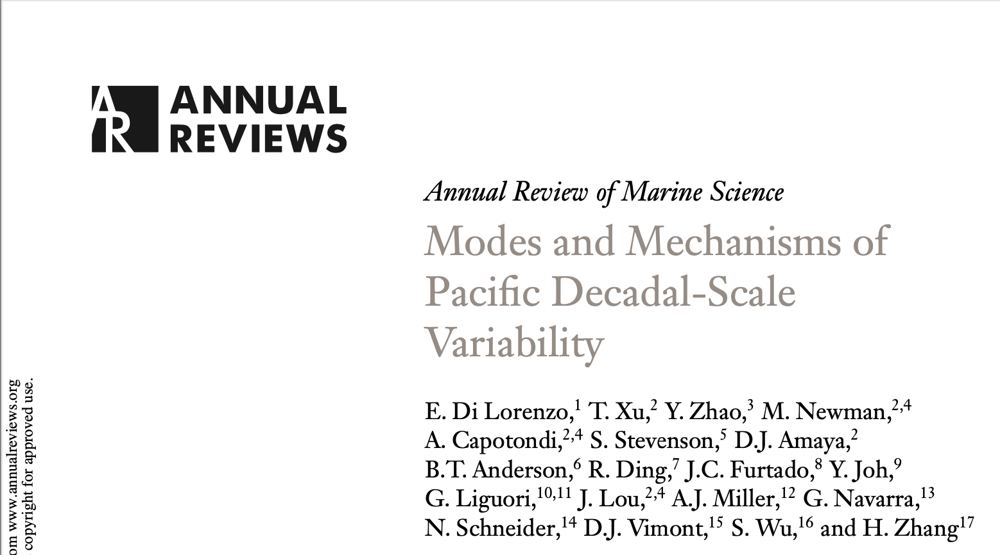 AR ANNUAL
REVIEWS
Annual Review of Marine Science
Modes and Mechanisms of
Pacific Decadal-Scale
Variability
E. Di Lorenzo,¹ T. Xu,² Y. Zhao,³ M. Newman,²,⁴
A. Capotondi,²,⁴ S. Stevenson,⁵ D.J. Amaya,²
B.T. Anderson,⁶ R. Ding,⁷ J.C. Furtado,⁸ Y. Joh,⁹
G. Liguori,¹⁰,¹¹ J. Lou,²,⁴ A.J. Miller,¹² G. Navarra,¹³
N. Schneider,¹⁴ D.J. Vimont,¹⁵ S. Wu,¹⁶ and H. Zhang¹⁷
om www.annualreviews.org
copyright for approved use.